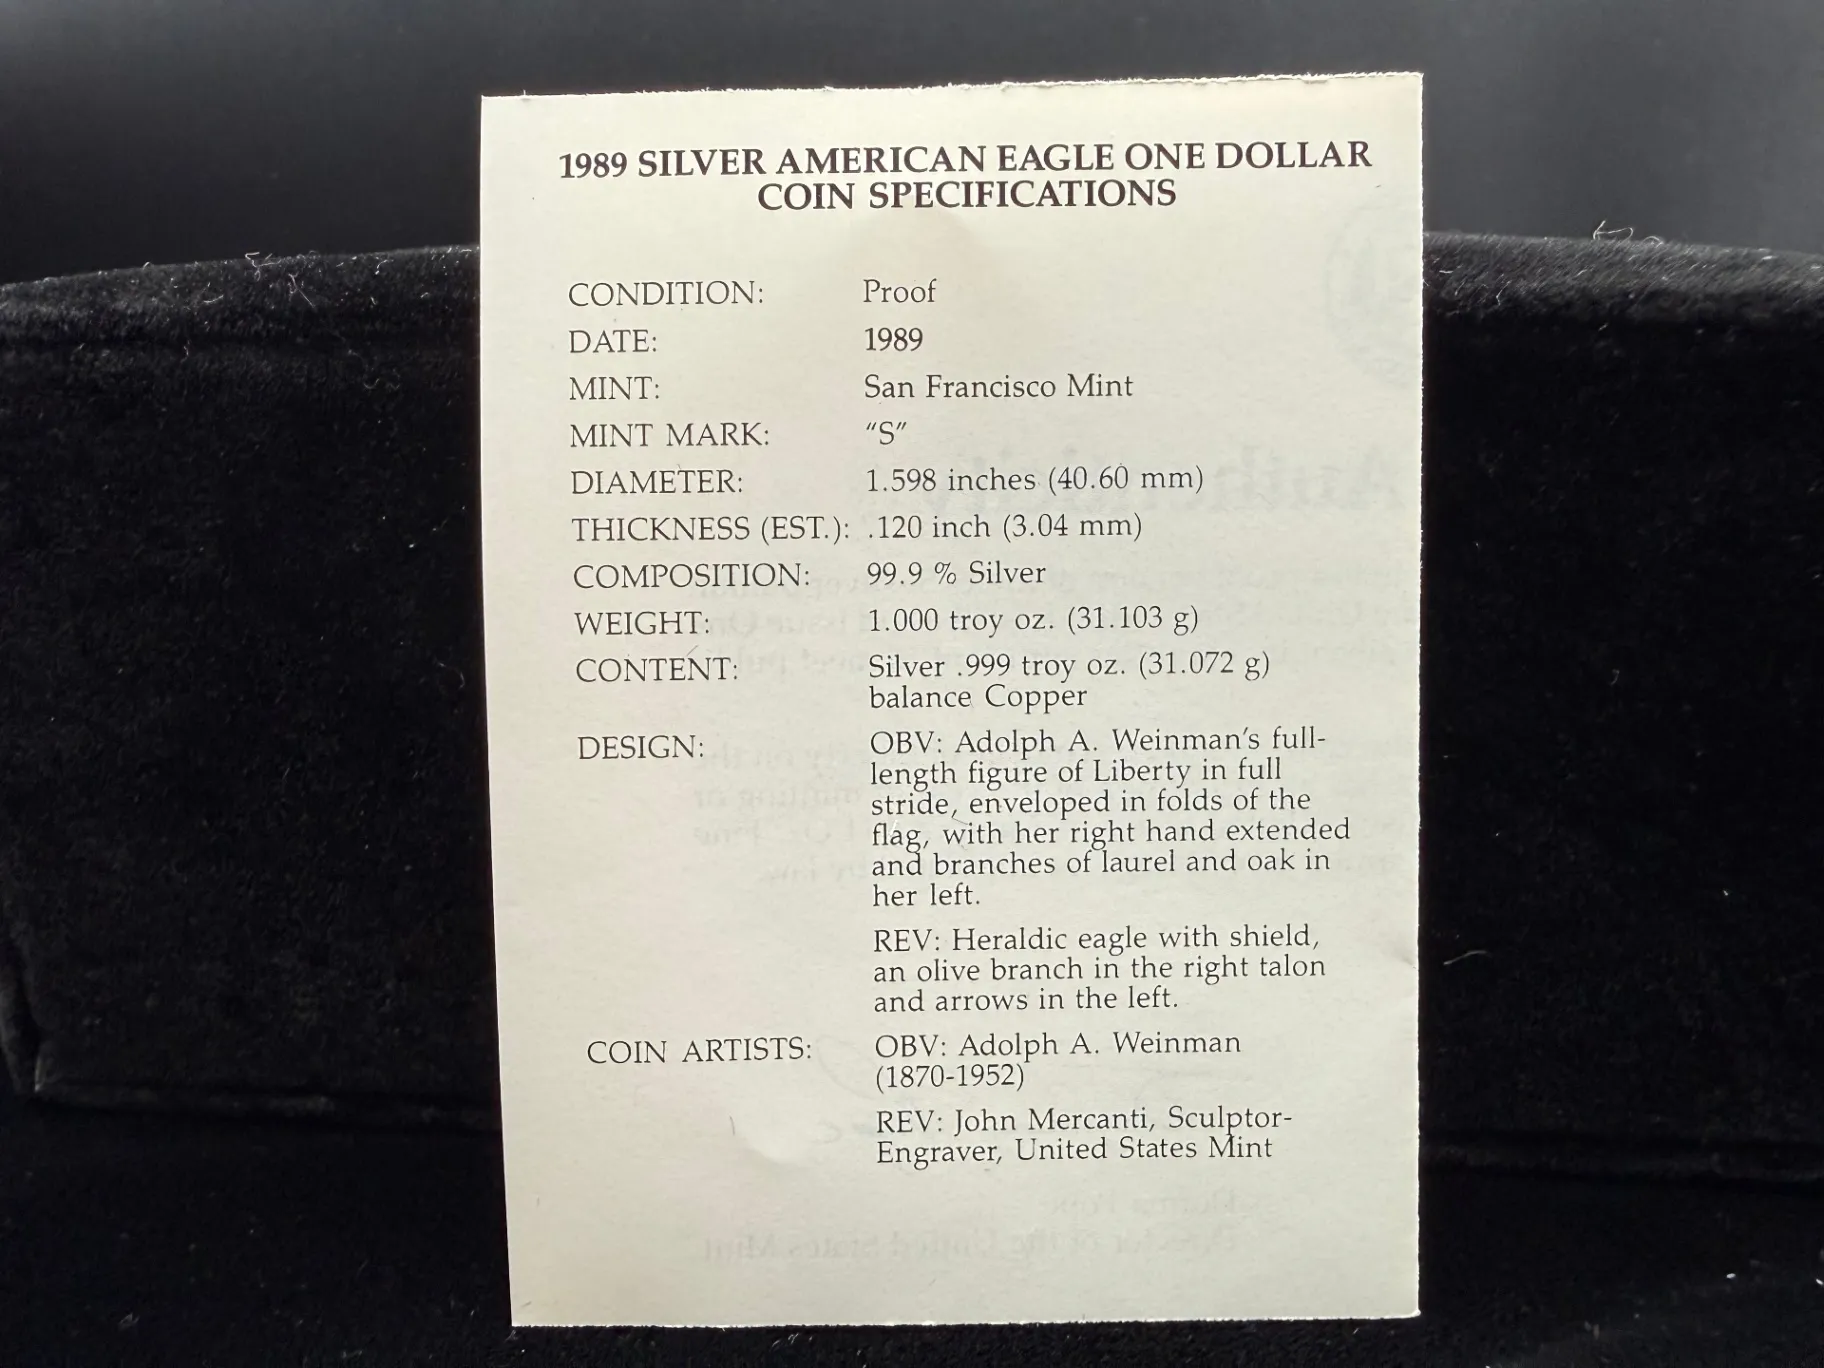 1989 SILVER AMERICAN EAGLE ONE DOLLAR
COIN SPECIFICATIONS
CONDITION: Proof
DATE: 1989
MINT: San Francisco Mint
MINT MARK: "S"
DIAMETER: 1.598 inches (40.60 mm)
THICKNESS (EST.): .120 inch (3.04 mm)
COMPOSITION: 99.9 % Silver
WEIGHT: 1.000 troy oz. (31.103 g)
CONTENT: Silver .999 troy oz. (31.072 g)
balance Copper
DESIGN: OBV: Adolph A. Weinman's full-
length figure of Liberty in full
stride, enveloped in folds of the
flag, with her right hand extended
and branches of laurel and oak in
her left.
REV: Heraldic eagle with shield,
an olive branch in the right talon
and arrows in the left.
COIN ARTISTS: OBV: Adolph A. Weinman
(1870-1952)
REV: John Mercanti, Sculptor-
Engraver, United States Mint